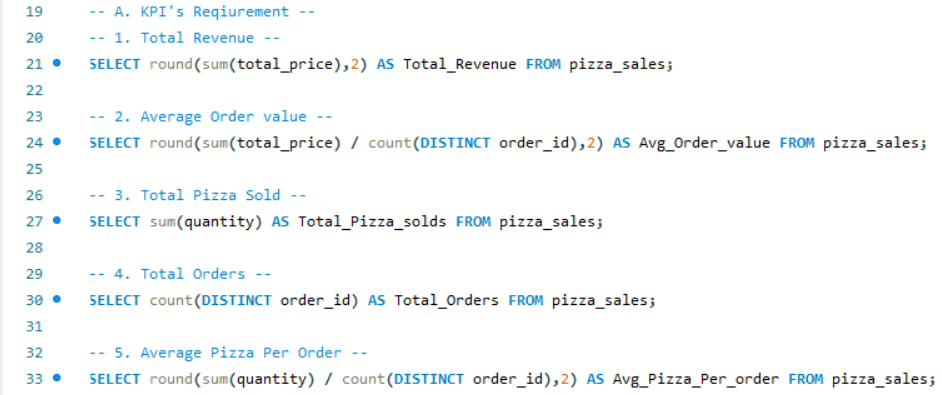 19 -- A. KPI's Reqiurement --
20 -- 1. Total Revenue --
21 SELECT round(sum(total_price),2) AS Total_Revenue FROM pizza_sales;
22
23 -- 2. Average Order value --
24 SELECT round(sum(total_price) / count(DISTINCT order_id),2) AS Avg_Order_value FROM pizza_sales;
25
26 -- 3. Total Pizza Sold --
27 SELECT sum(quantity) AS Total_Pizza_solds FROM pizza_sales;
28
29 -- 4. Total Orders --
30 SELECT count(DISTINCT order_id) AS Total_Orders FROM pizza_sales;
31
32 -- 5. Average Pizza Per Order --
33 SELECT round(sum(quantity) / count(DISTINCT order_id),2) AS Avg_Pizza_Per_order FROM pizza_sales;